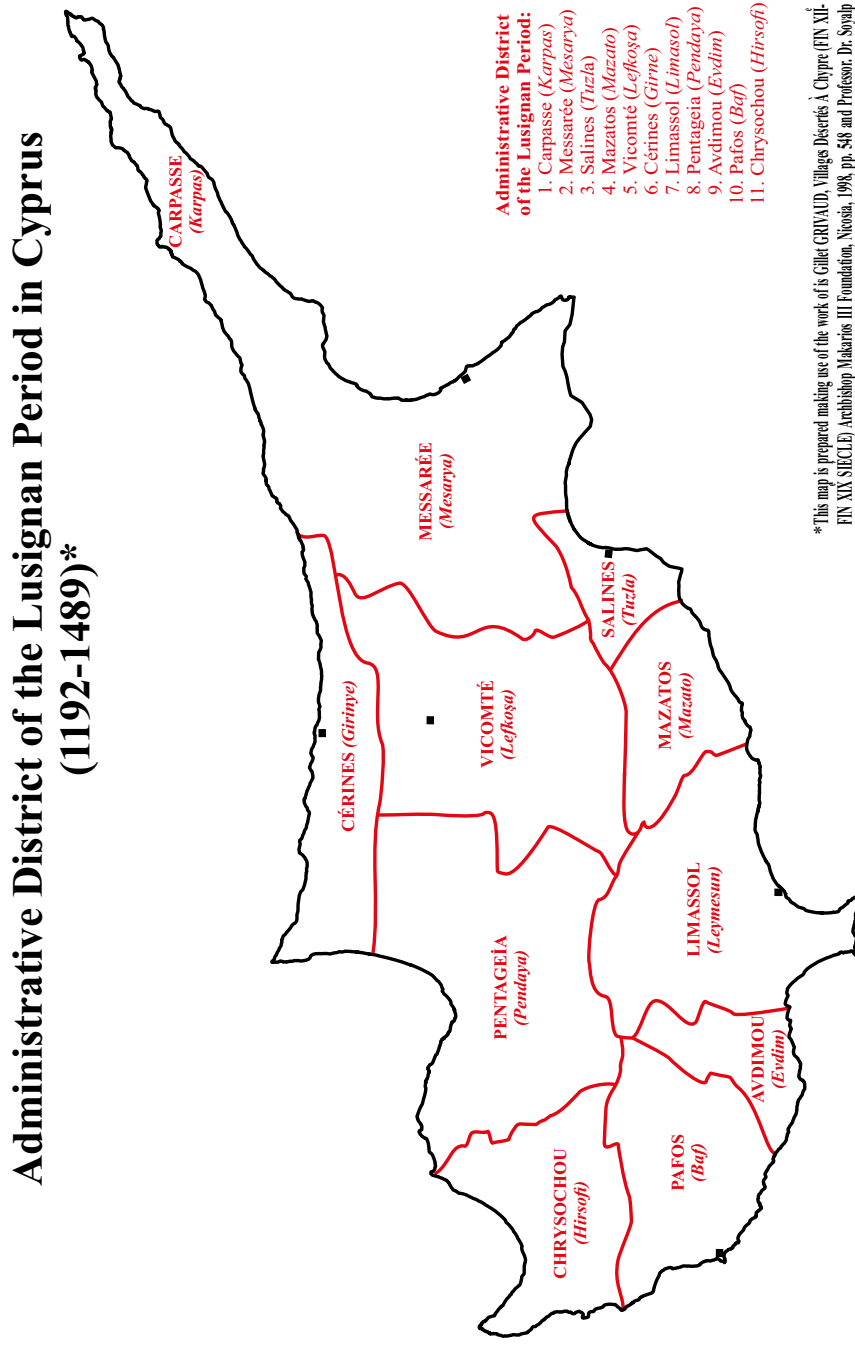 Administrative District of the Lusignan Period in Cyprus
(1192-1489)*
CARPASSE
(Karpas)
MESSARÉE
(Mesarya)
CÉRINES (Girinye)
VICOMTÉ
(Lefkoşa)
SALINES
(Tuzla)
MAZATOS
(Mazato)
PENTAGEİA
(Pendaya)
LIMASSOL
(Leymesun)
CHRYSOCHOU
(Hirsofi)
PAFOS
(Baf)
AVDIMOU
(Evdim)
Administrative District
of the Lusignan Period:
1. Carpasse (Karpas)
2. Messarée (Mesarya)
3. Salines (Tuzla)
4. Mazatos (Mazato)
5. Vicomté (Lefkoşa)
6. Cérines (Girne)
7. Limassol (Limasol)
8. Pentageia (Pendaya)
9. Avdimou (Evdim)
10. Pafos (Baf)
11. Chrysochou (Hirsofi)
*This map is prepared making use of the work of is Gillet GRIVAUD, Villages Désertés À Chypre (FIN XIIᵉ-
FIN XIXᵉ SIECLE) Archbishop Makarios III Foundation, Nicosia, 1998, pp. 548 and Professor. Dr. Soyalp